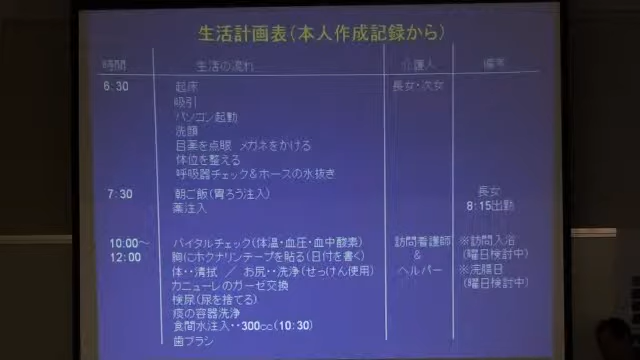 生活計画表(本人作成記録から)
時間 生活の流れ 介護人 備考
6:30 起床 長女・次女
吸引
パソコン起動
洗顔
目薬を点眼 メガネをかける
体位を整える
呼吸器チェック&ホースの水抜き
7:30 朝ご飯(胃ろう注入) 長女
薬注入 8:15出勤
10:00~ バイタルチェック(体温・血圧・血中酸素) 訪問看護師 ※訪問入浴
12:00 胸にホクナリンテープを貼る(日付を書く) & (曜日検討中)
体・・清拭 / お尻・・洗浄(せっけん使用) ヘルパー ※浣腸日
カニューレのガーゼ交換 (曜日検討中)
検尿(尿を捨てる)
痰の容器洗浄
食間水注入・・300cc(10:30)
歯ブラシ